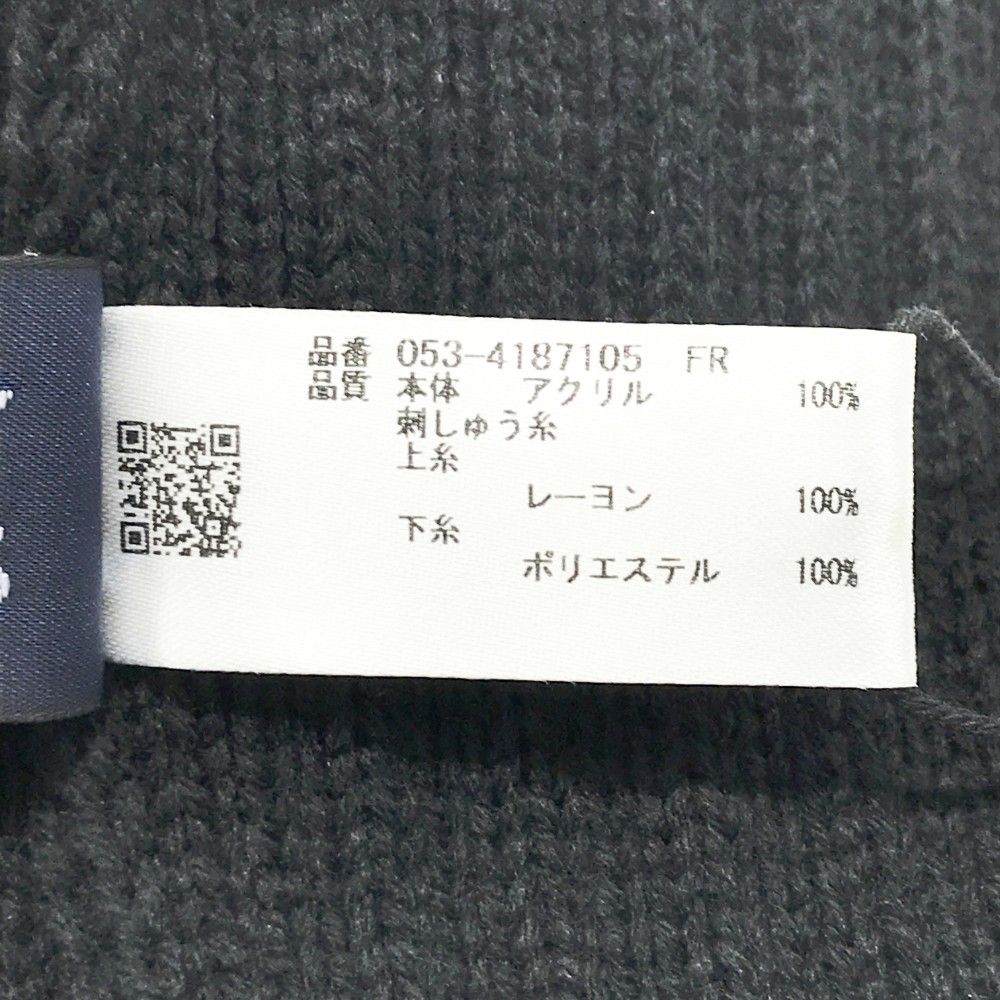 品番 053-4187105 FR
品質 本体 アクリル 100%
刺しゅう糸
上糸
レーヨン 100%
下糸
ポリエステル 100%